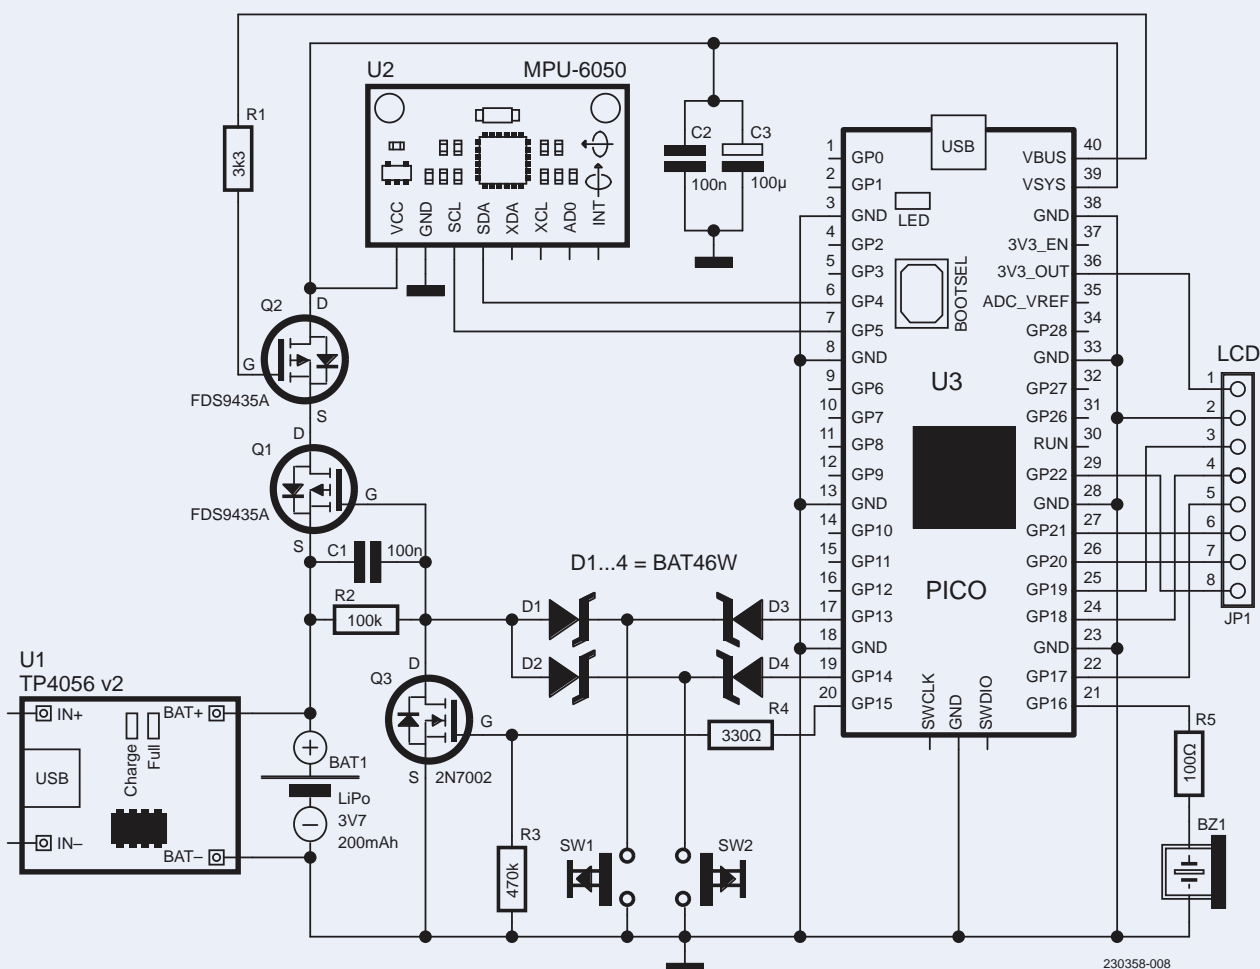 U2 MPU-6050
R1
3k3
VCC
GND
SCL
SDA
XDA
XCL
AD0
INT
C2
100n
C3
100µ
USB
LED
BOOTSEL
U3
PICO
1 GP0
2 GP1
3 GND
4 GP2
5 GP3
6 GP4
7 GP5
8 GND
9 GP6
10 GP7
11 GP8
12 GP9
13 GND
14 GP10
15 GP11
16 GP12
17 GP13
18 GND
19 GP14
20 GP15
VBUS 40
VSYS 39
GND 38
3V3_EN 37
3V3_OUT 36
ADC_VREF 35
GP28 34
GND 33
GP27 32
GP26 31
RUN 30
GP22 29
GND 28
GP21 27
GP20 26
GP19 25
GP18 24
GND 23
GP17 22
GP16 21
SWCLK
GND
SWDIO
LCD
1
2
3
4
5
6
7
8
JP1
Q2
D
G
FDS9435A
S
D
Q1
G
FDS9435A
S
C1 100n
R2
100k
D1...4 = BAT46W
D1
D2
D3
D4
Q3
D
G
S
2N7002
R4
330Ω
R3
470k
SW1
SW2
R5
100Ω
BZ1
U1
TP4056 v2
IN+
BAT+
Charge
Full
USB
IN–
BAT–
+
BAT1
LiPo
3V7
200mAh
–
230358-008